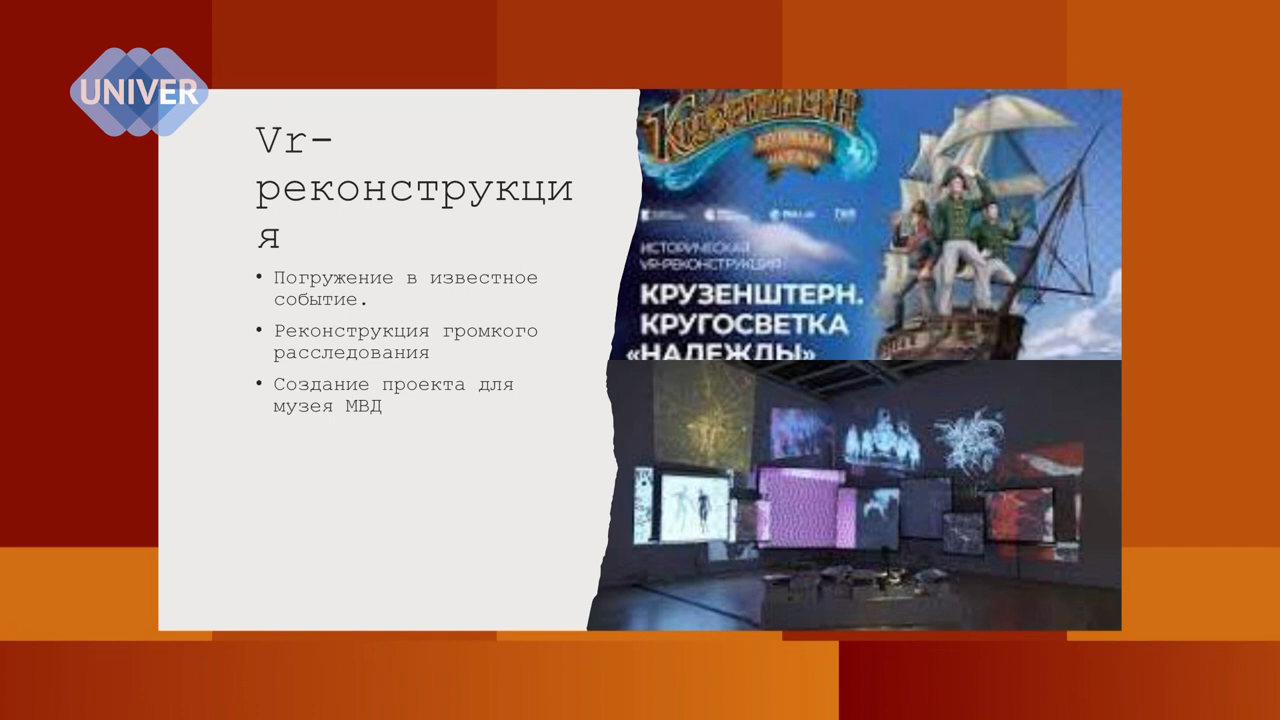 UNIVER
Vr-
реконструкци
я
• Погружение в известное
событие.
• Реконструкция громкого
расследования
• Создание проекта для
музея МВД
ИСТОРИЧЕСКАЯ
VR-РЕКОНСТРУКЦИЯ
КРУЗЕНШТЕРН.
КРУГОСВЕТКА
«НАДЕЖДЫ»